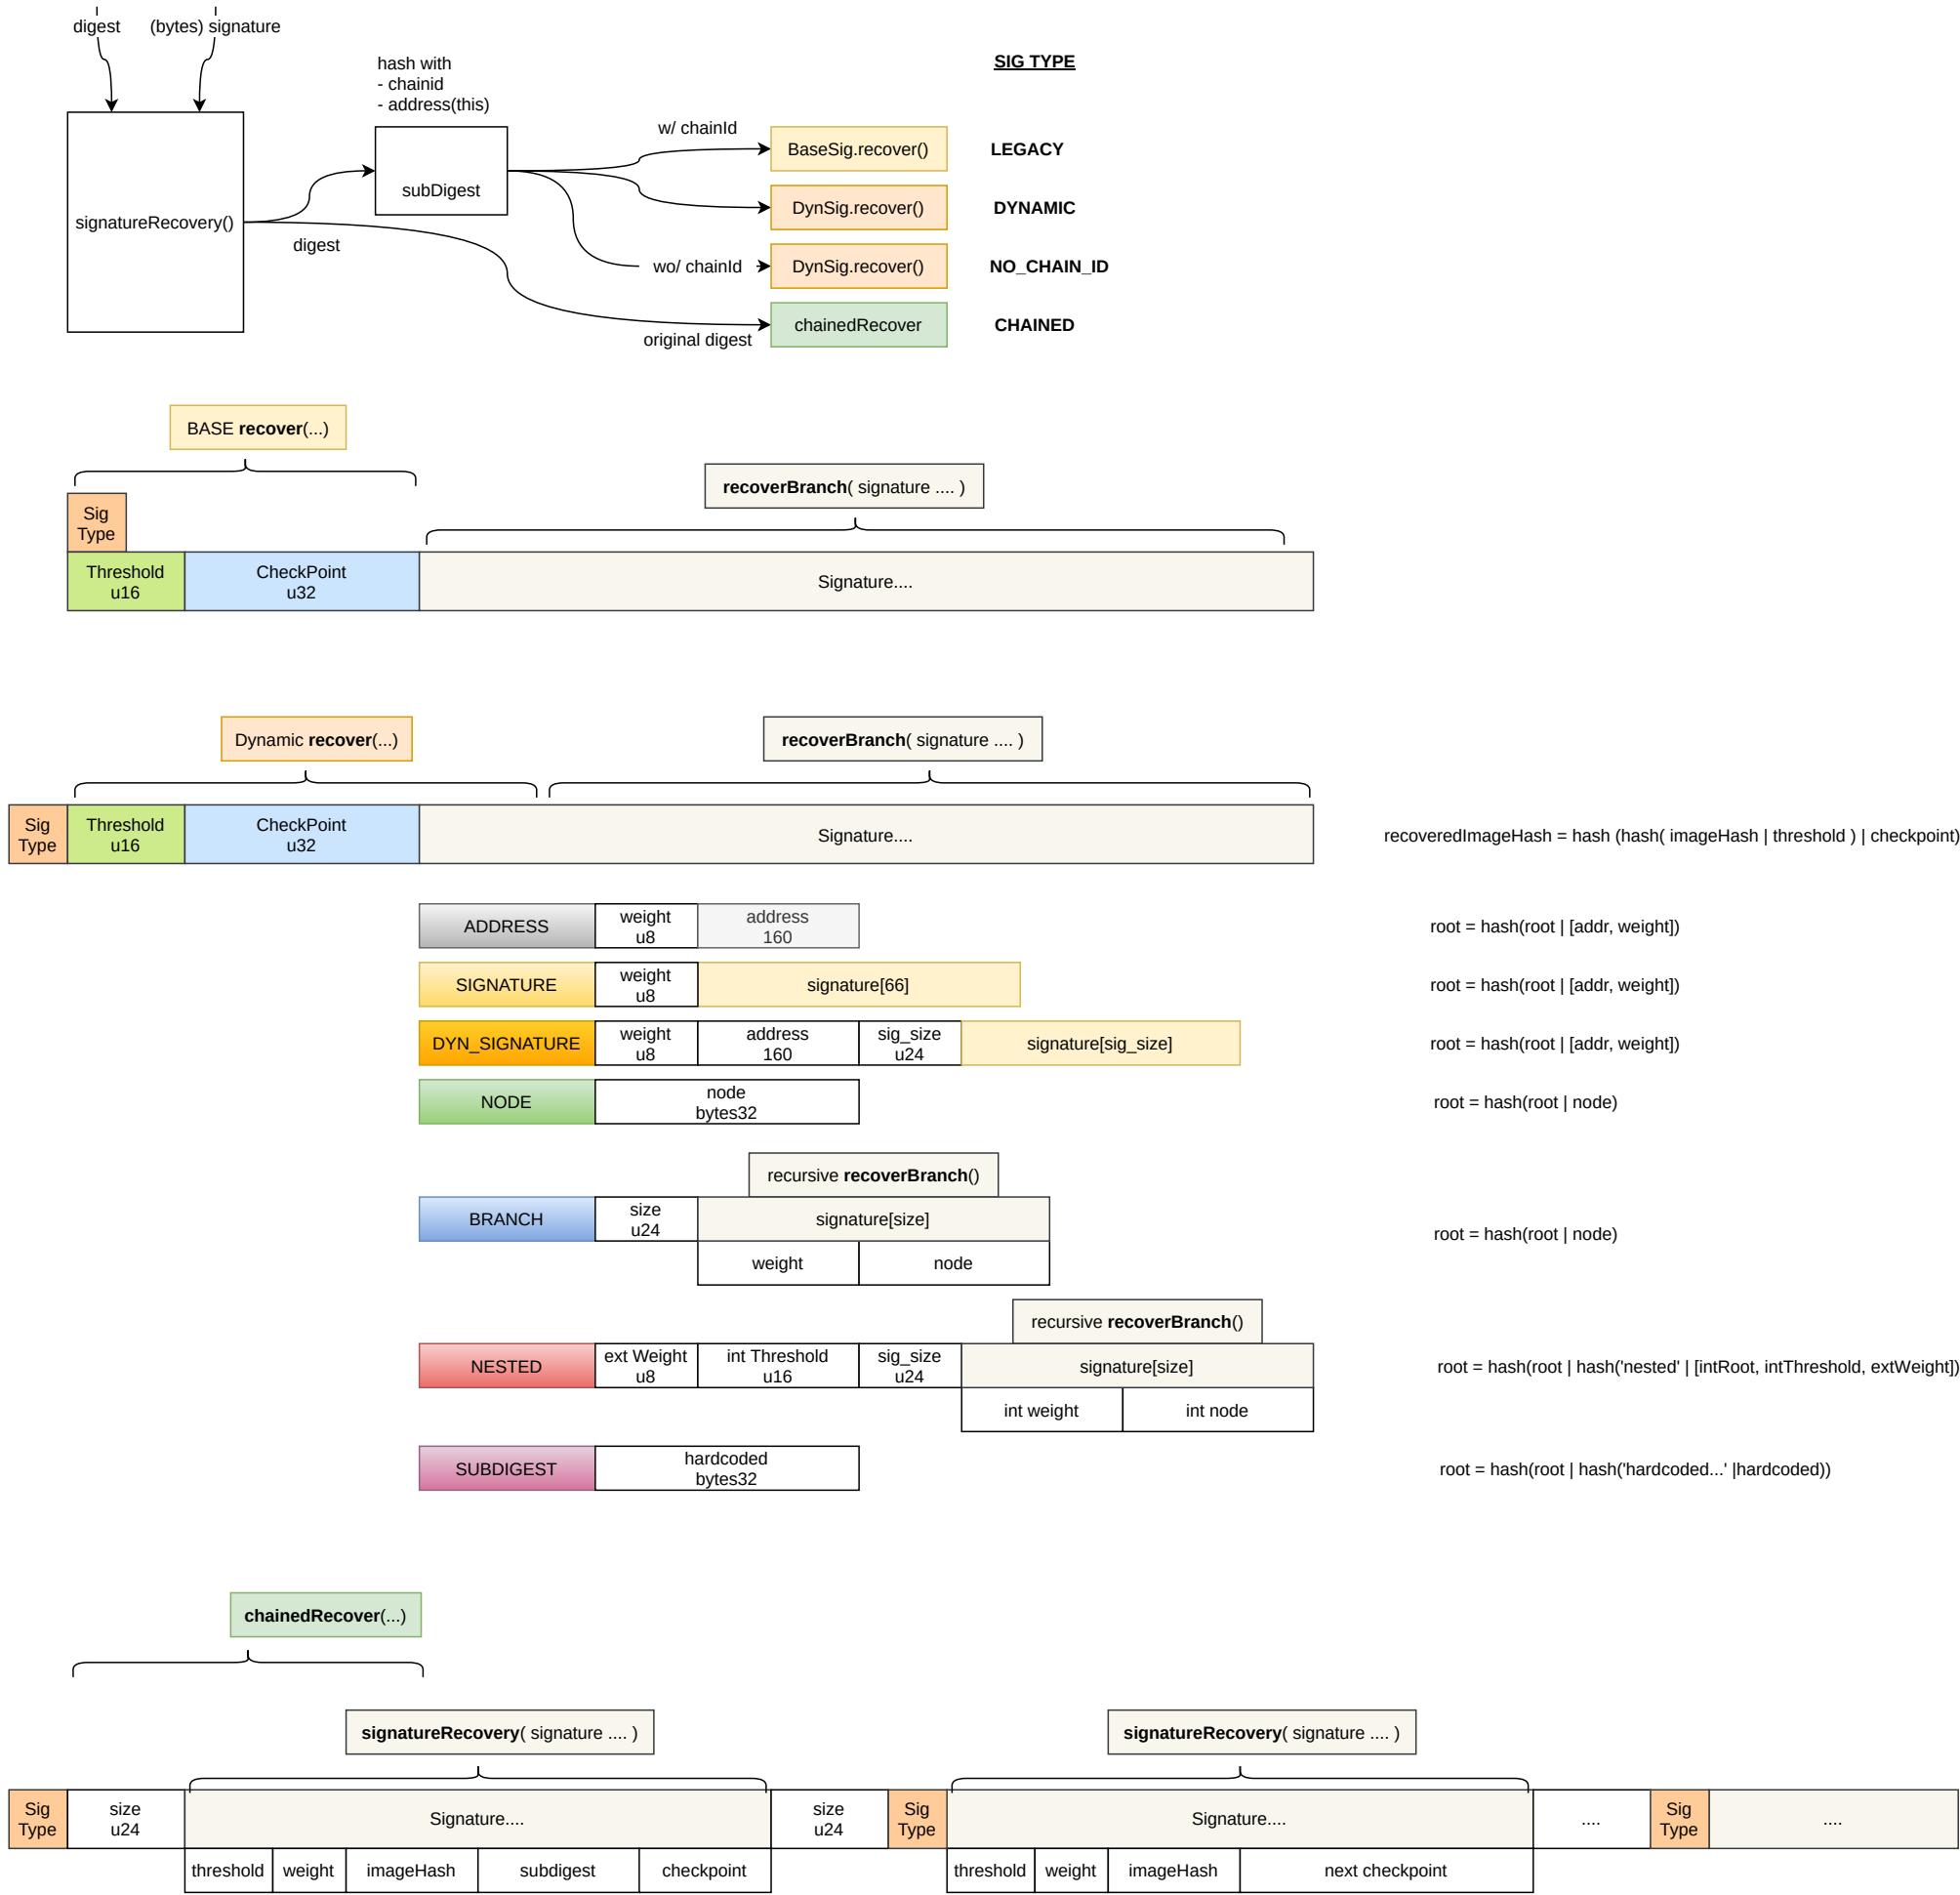 digest
(bytes) signature
hash with
- chainid
- address(this)
SIG TYPE
signatureRecovery()
subDigest
digest
w/ chainId
BaseSig.recover()
LEGACY
DynSig.recover()
DYNAMIC
wo/ chainId
DynSig.recover()
NO_CHAIN_ID
original digest
chainedRecover
CHAINED
BASE recover(...)
recoverBranch( signature .... )
Sig
Type
Threshold
u16
CheckPoint
u32
Signature....
Dynamic recover(...)
recoverBranch( signature .... )
Sig
Type
Threshold
u16
CheckPoint
u32
Signature....
recoveredImageHash = hash (hash( imageHash | threshold ) | checkpoint)
ADDRESS
weight
u8
address
160
root = hash(root | [addr, weight])
SIGNATURE
weight
u8
signature[66]
root = hash(root | [addr, weight])
DYN_SIGNATURE
weight
u8
address
160
sig_size
u24
signature[sig_size]
root = hash(root | [addr, weight])
NODE
node
bytes32
root = hash(root | node)
recursive recoverBranch()
BRANCH
size
u24
signature[size]
weight
node
root = hash(root | node)
recursive recoverBranch()
NESTED
ext Weight
u8
int Threshold
u16
sig_size
u24
signature[size]
int weight
int node
root = hash(root | hash('nested' | [intRoot, intThreshold, extWeight])
SUBDIGEST
hardcoded
bytes32
root = hash(root | hash('hardcoded...' |hardcoded))
chainedRecover(...)
signatureRecovery( signature .... )
signatureRecovery( signature .... )
Sig
Type
size
u24
Signature....
size
u24
Sig
Type
Signature....
....
Sig
Type
....
threshold
weight
imageHash
subdigest
checkpoint
threshold
weight
imageHash
next checkpoint